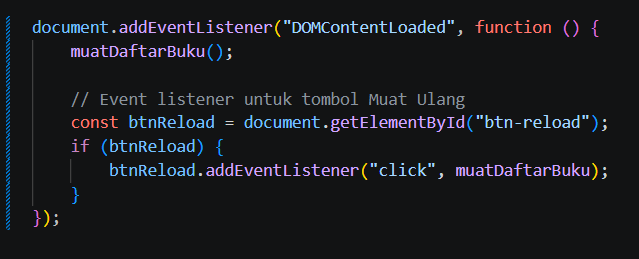 document.addEventListener("DOMContentLoaded", function () {
    muatDaftarBuku();

    // Event listener untuk tombol Muat Ulang
    const btnReload = document.getElementById("btn-reload");
    if (btnReload) {
        btnReload.addEventListener("click", muatDaftarBuku);
    }
});